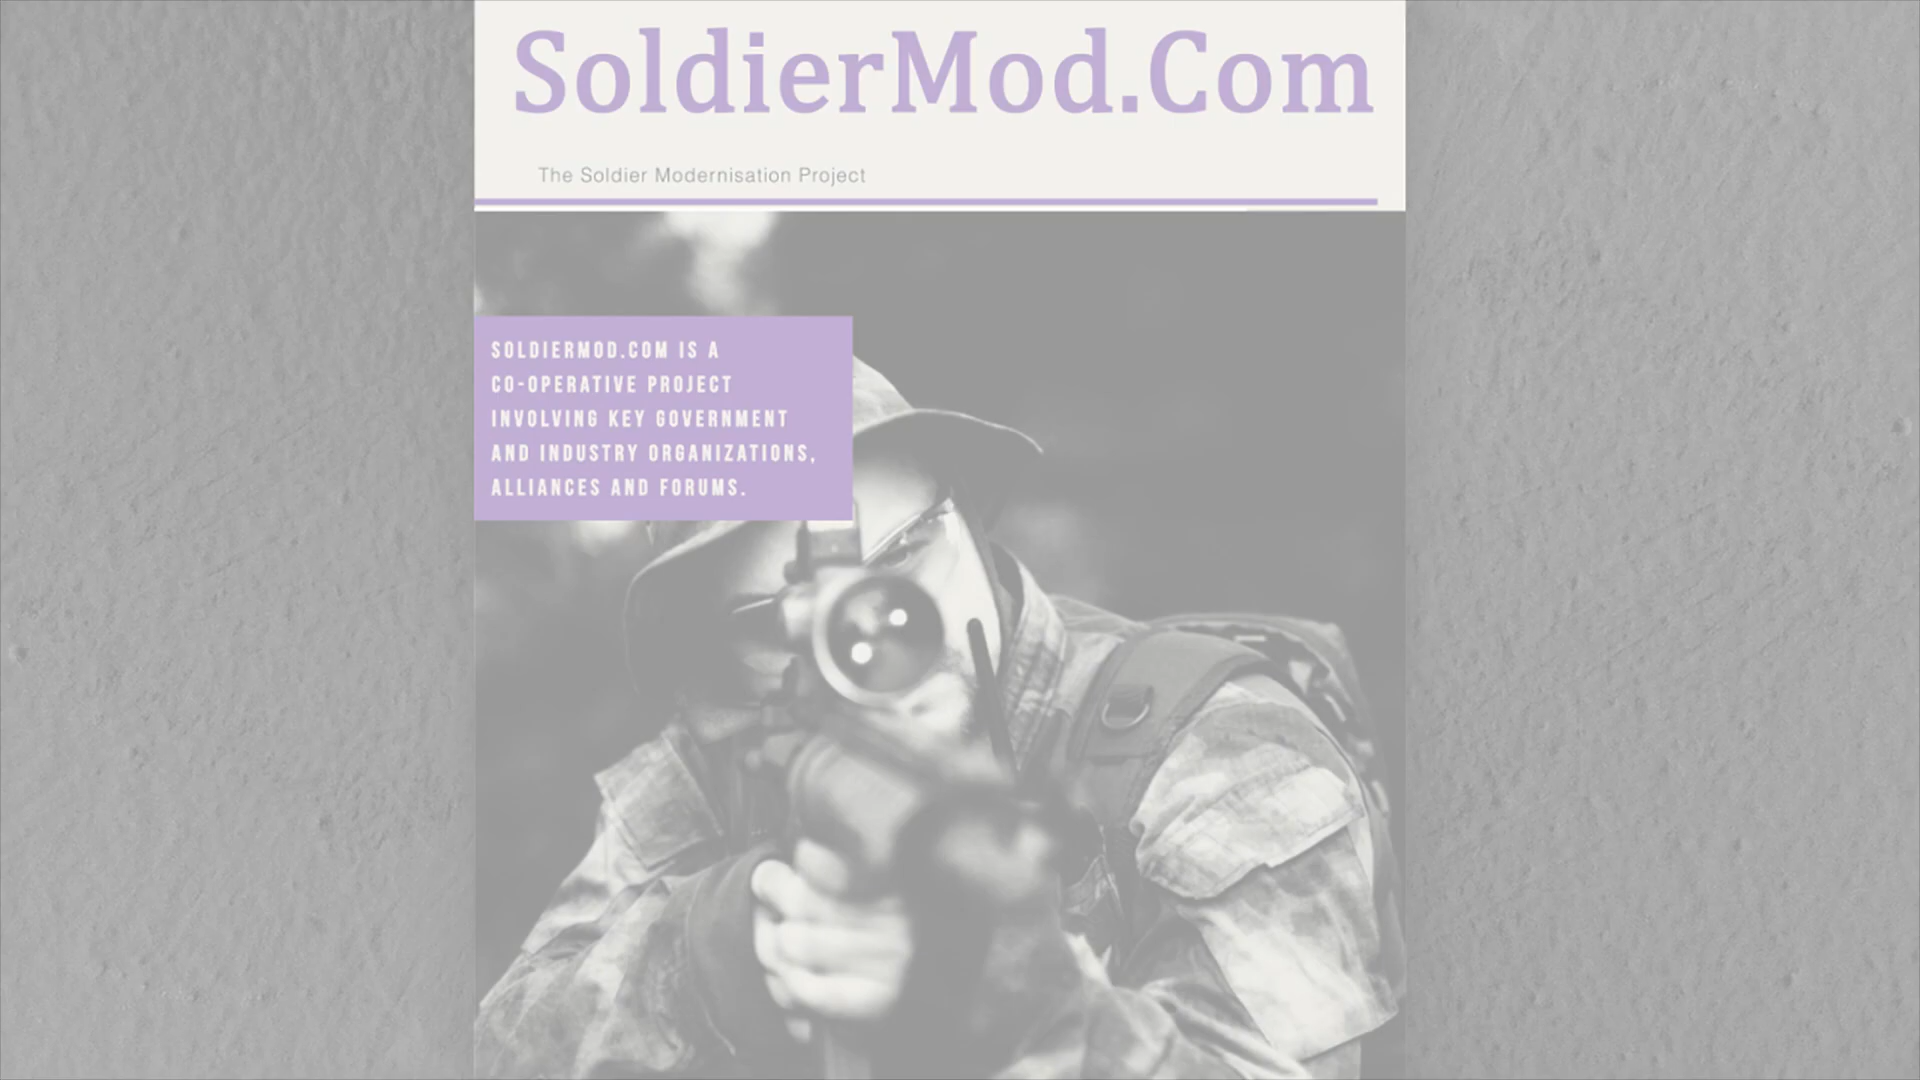 SoldierMod.Com
The Soldier Modernisation Project
SOLDIERMOD.COM IS A
CO-OPERATIVE PROJECT
INVOLVING KEY GOVERNMENT
AND INDUSTRY ORGANIZATIONS,
ALLIANCES AND FORUMS.